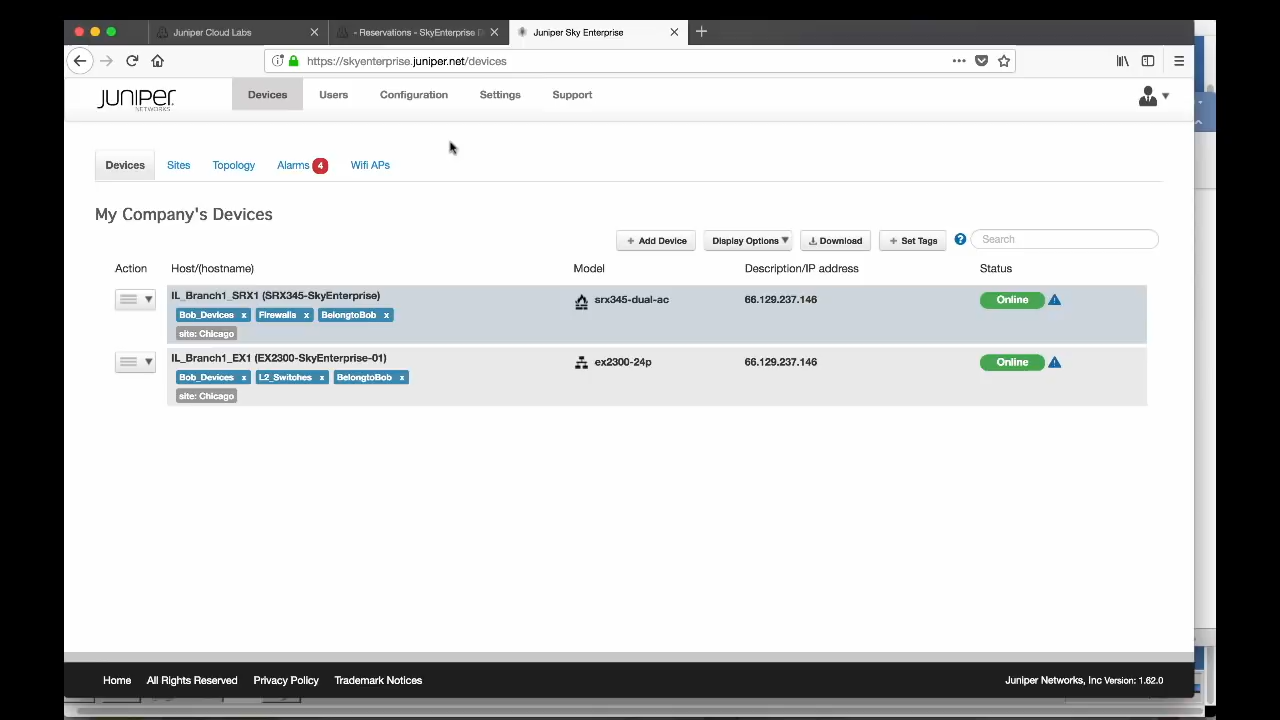 Juniper Cloud Labs
- Reservations - SkyEnterprise D
Juniper Sky Enterprise
https://skyenterprise.juniper.net/devices
JUNIPER NETWORKS
Devices
Users
Configuration
Settings
Support
Devices
Sites
Topology
Alarms 4
Wifi APs
My Company's Devices
+ Add Device
Display Options
Download
+ Set Tags
?
Search
Action Host/(hostname) Model Description/IP address Status
IL_Branch1_SRX1 (SRX345-SkyEnterprise) srx345-dual-ac 66.129.237.146 Online
Bob_Devices x Firewalls x BelongtoBob x
site: Chicago
IL_Branch1_EX1 (EX2300-SkyEnterprise-01) ex2300-24p 66.129.237.146 Online
Bob_Devices x L2_Switches x BelongtoBob x
site: Chicago
Home All Rights Reserved Privacy Policy Trademark Notices Juniper Networks, Inc Version: 1.62.0